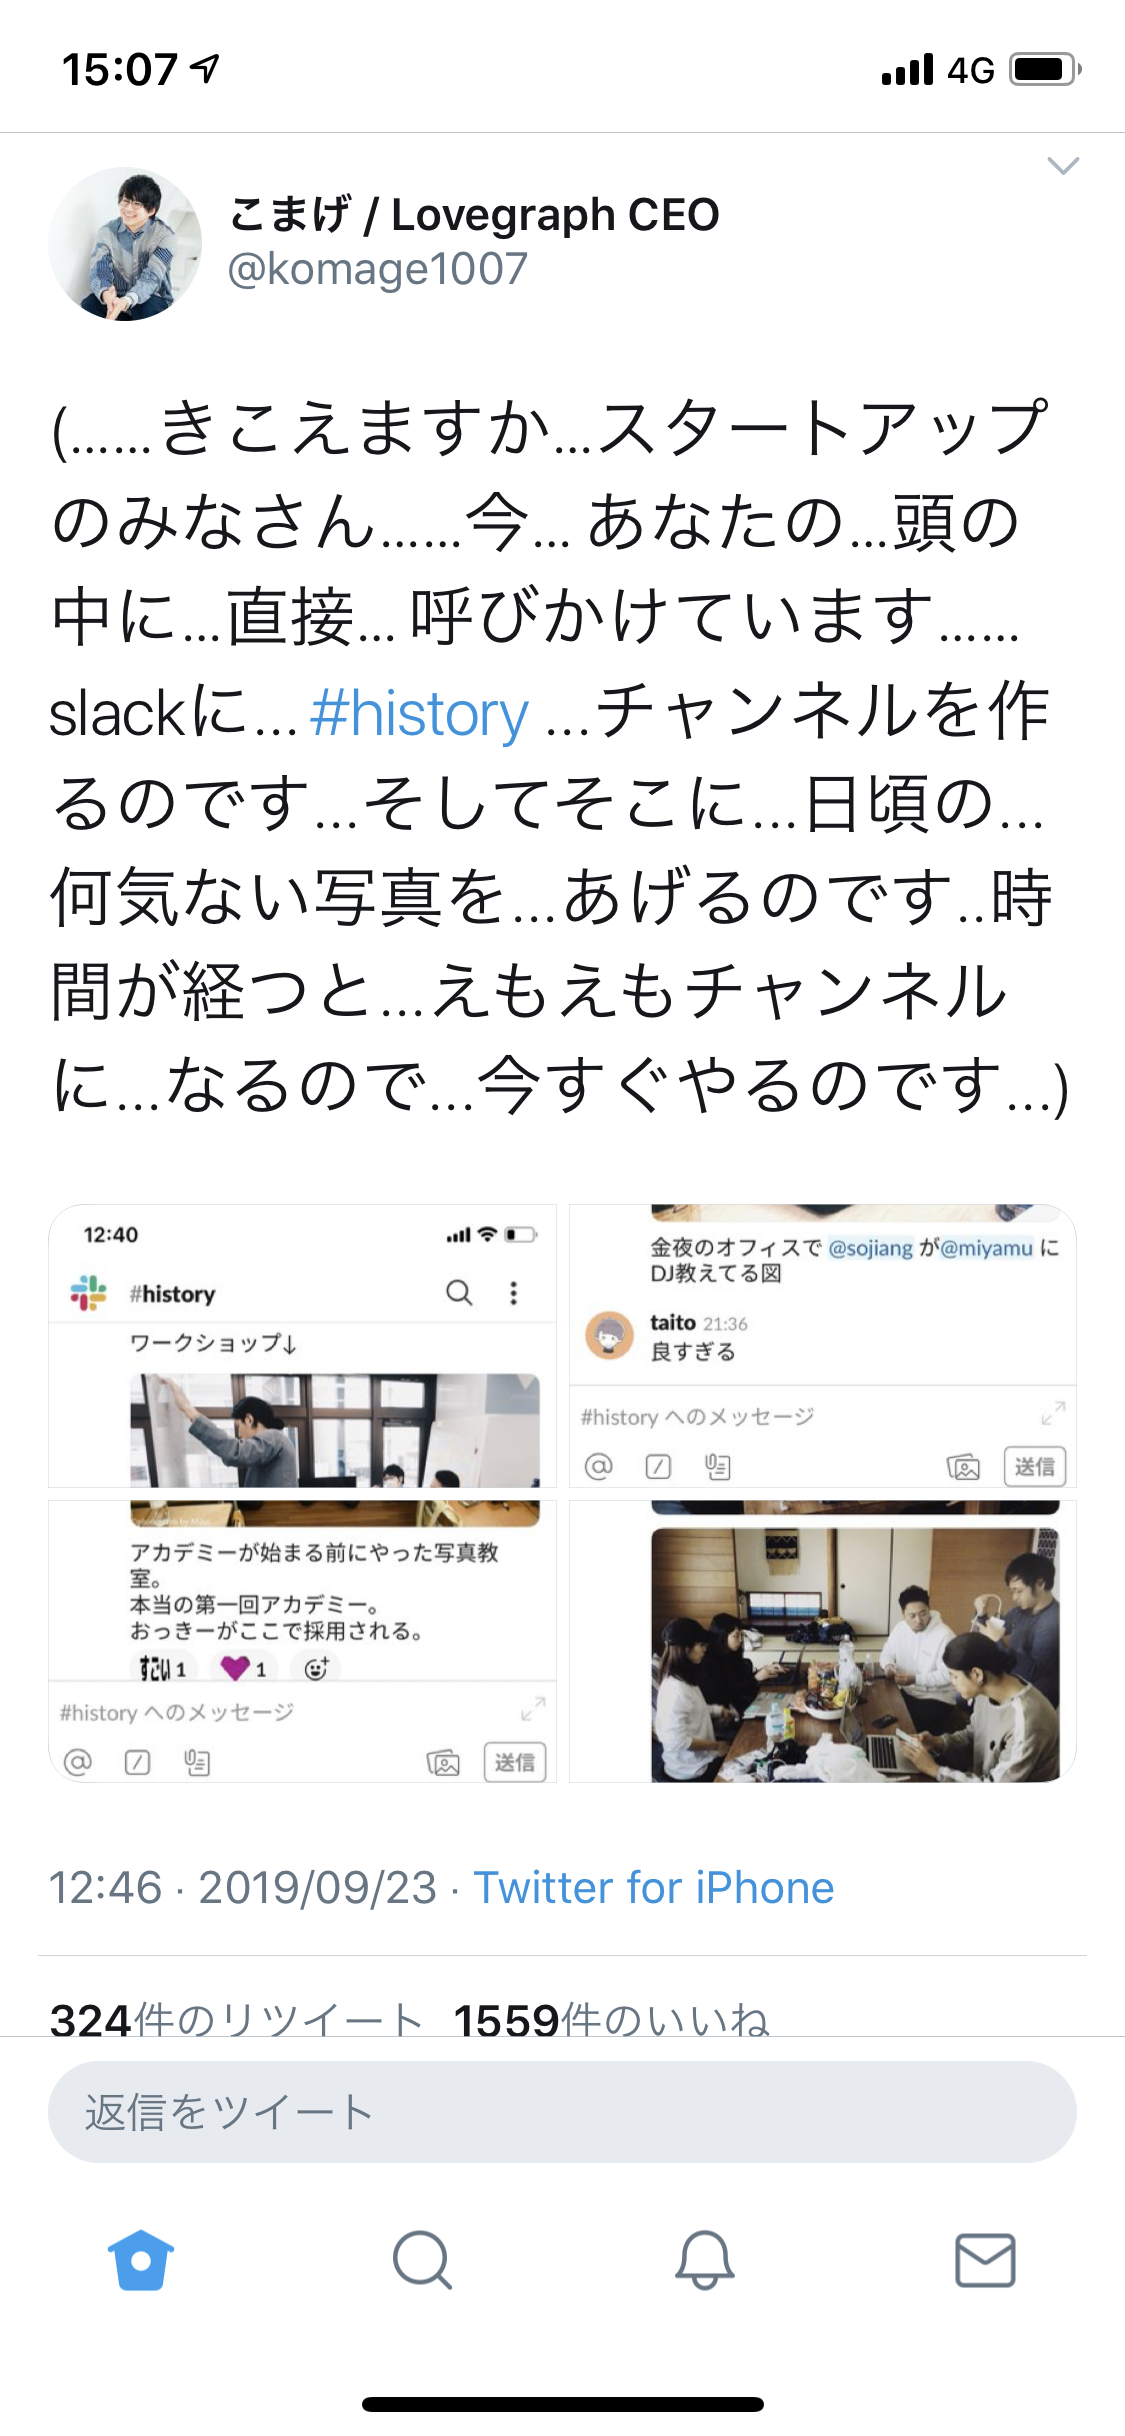 15:07
4G
こまげ / Lovegraph CEO
@komage1007
(......きこえますか...スタートアップ
のみなさん......今... あなたの...頭の
中に...直接... 呼びかけています......
slackに... #history ...チャンネルを作
るのです...そしてそこに...日頃の...
何気ない写真を...あげるのです..時
間が経つと...えもえもチャンネル
に...なるので...今すぐやるのです...)
12:40
#history
ワークショップ↓
金夜のオフィスで @sojiang が@miyamu に
DJ教えてる図
taito 21:36
良すぎる
#history へのメッセージ
送信
アカデミーが始まる前にやった写真教
室。
本当の第一回アカデミー。
おっきーがここで採用される。
すごい 1 1
#history へのメッセージ
送信
12:46 · 2019/09/23 · Twitter for iPhone
324件のリツイート 1559件のいいね
返信をツイート